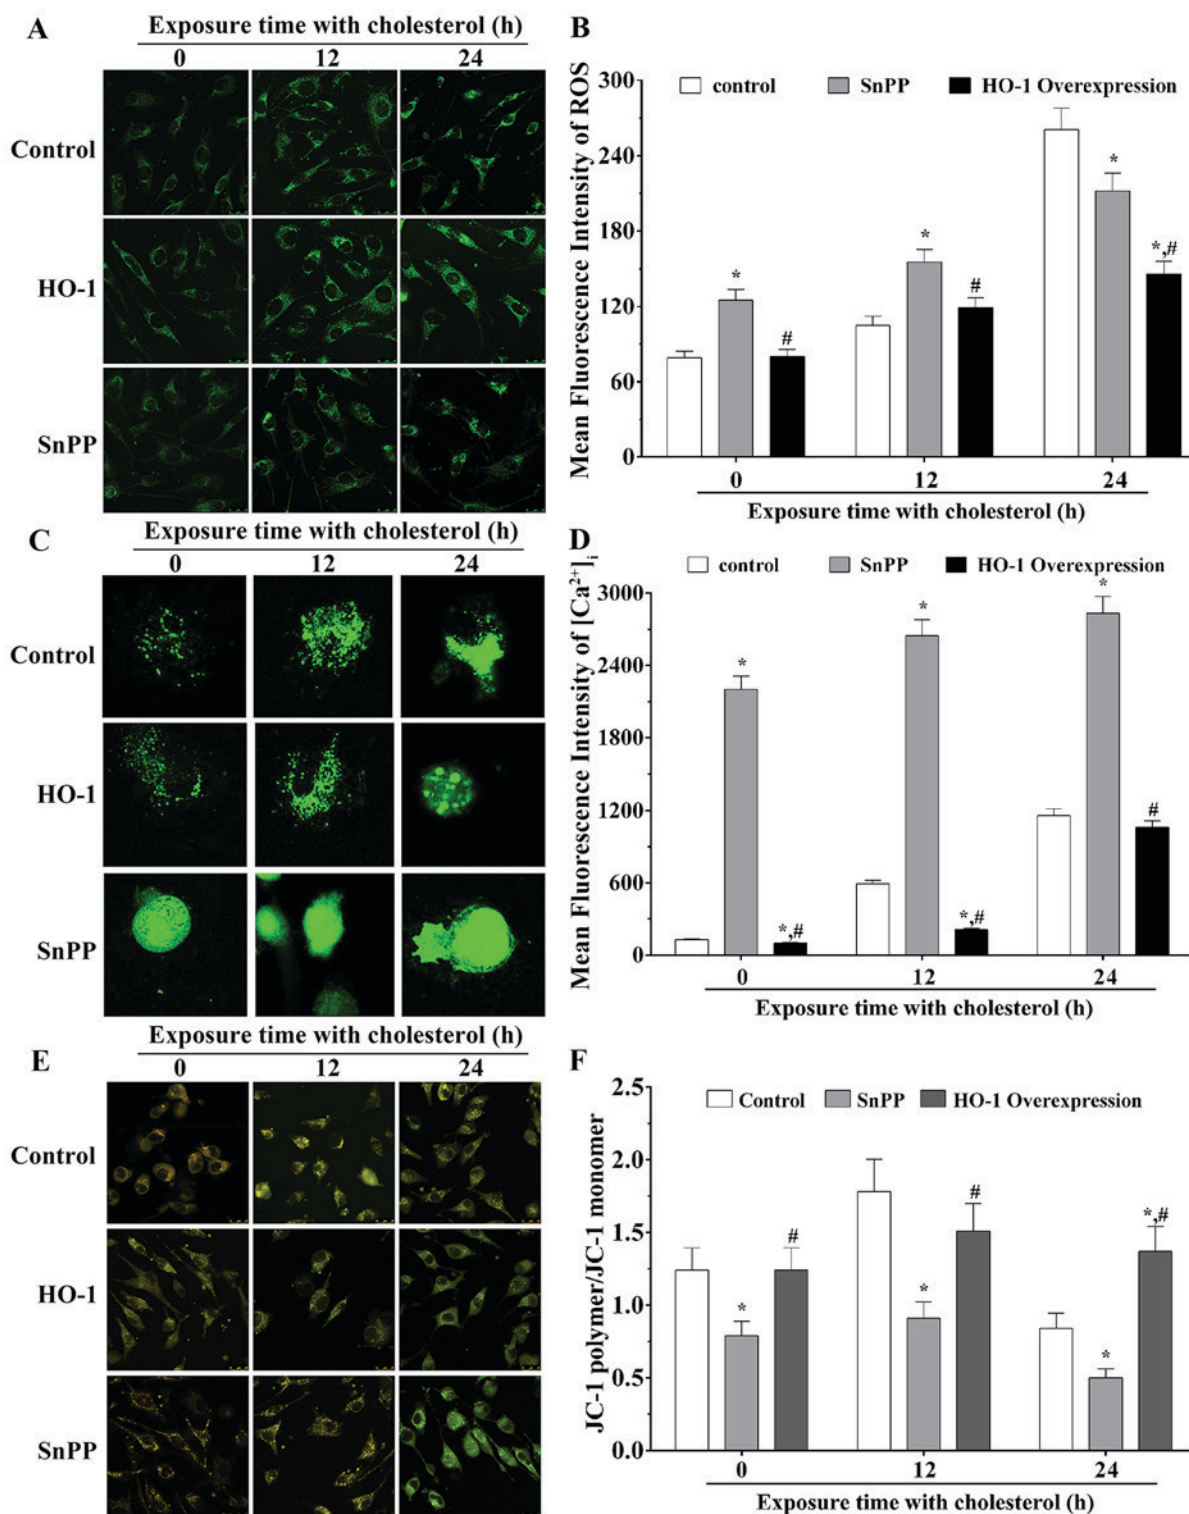 A
Exposure time with cholesterol (h)
0 12 24
Control
HO-1
SnPP
B
control SnPP HO-1 Overexpression
Mean Fluorescence Intensity of ROS
300
240
180
120
60
0
*
#
*
#
*
*,#
0 12 24
Exposure time with cholesterol (h)
C
Exposure time with cholesterol (h)
0 12 24
Control
HO-1
SnPP
D
control SnPP HO-1 Overexpression
Mean Fluorescence Intensity of [Ca²⁺]ᵢ
3000
2400
1800
1200
600
0
*
*,#
*
*,#
*
#
0 12 24
Exposure time with cholesterol (h)
E
Exposure time with cholesterol (h)
0 12 24
Control
HO-1
SnPP
F
Control SnPP HO-1 Overexpression
JC-1 polymer/JC-1 monomer
2.5
2.0
1.5
1.0
0.5
0.0
*
#
*
#
*
*,#
0 12 24
Exposure time with cholesterol (h)